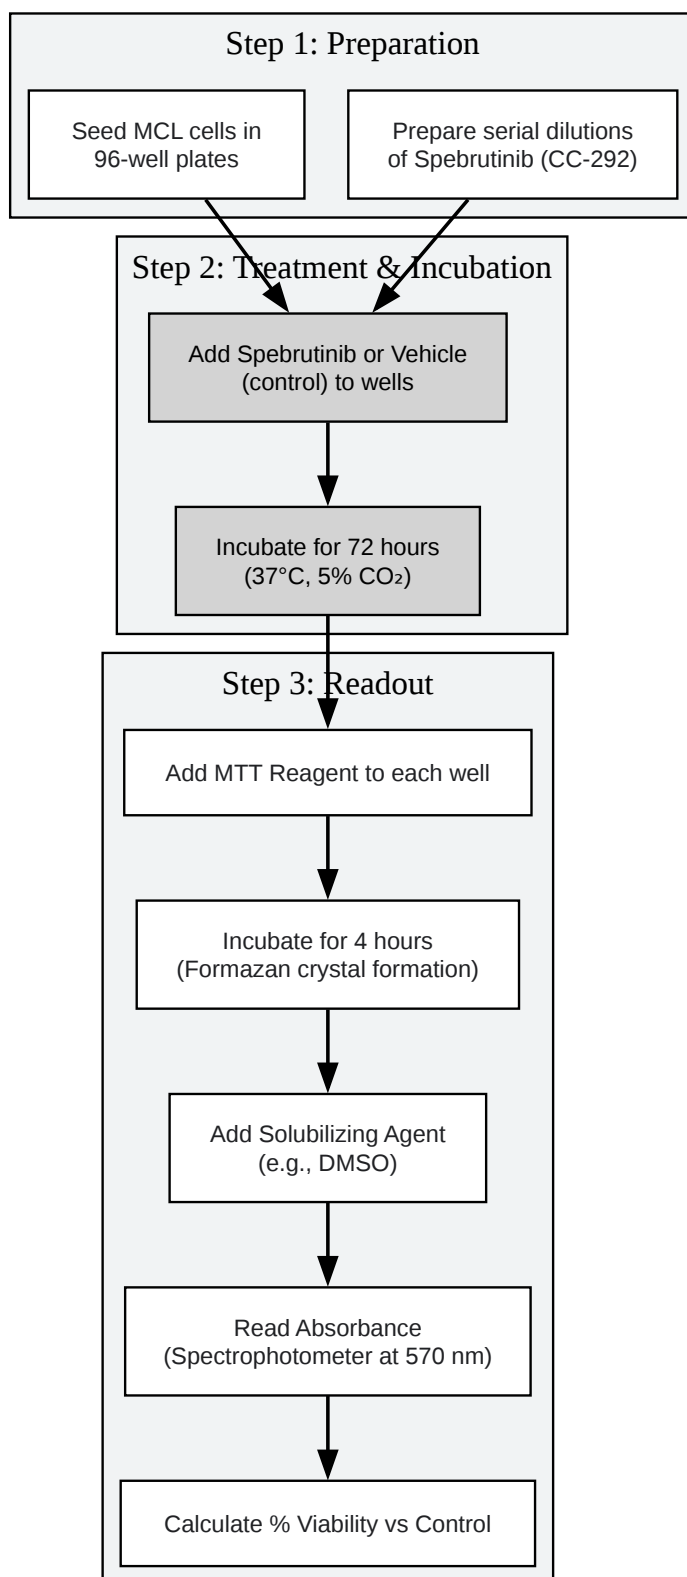 Step 1: Preparation
Seed MCL cells in
96-well plates
Prepare serial dilutions
of Spebrutinib (CC-292)
Step 2: Treatment & Incubation
Add Spebrutinib or Vehicle
(control) to wells
Incubate for 72 hours
(37°C, 5% CO₂)
Step 3: Readout
Add MTT Reagent to each well
Incubate for 4 hours
(Formazan crystal formation)
Add Solubilizing Agent
(e.g., DMSO)
Read Absorbance
(Spectrophotometer at 570 nm)
Calculate % Viability vs Control